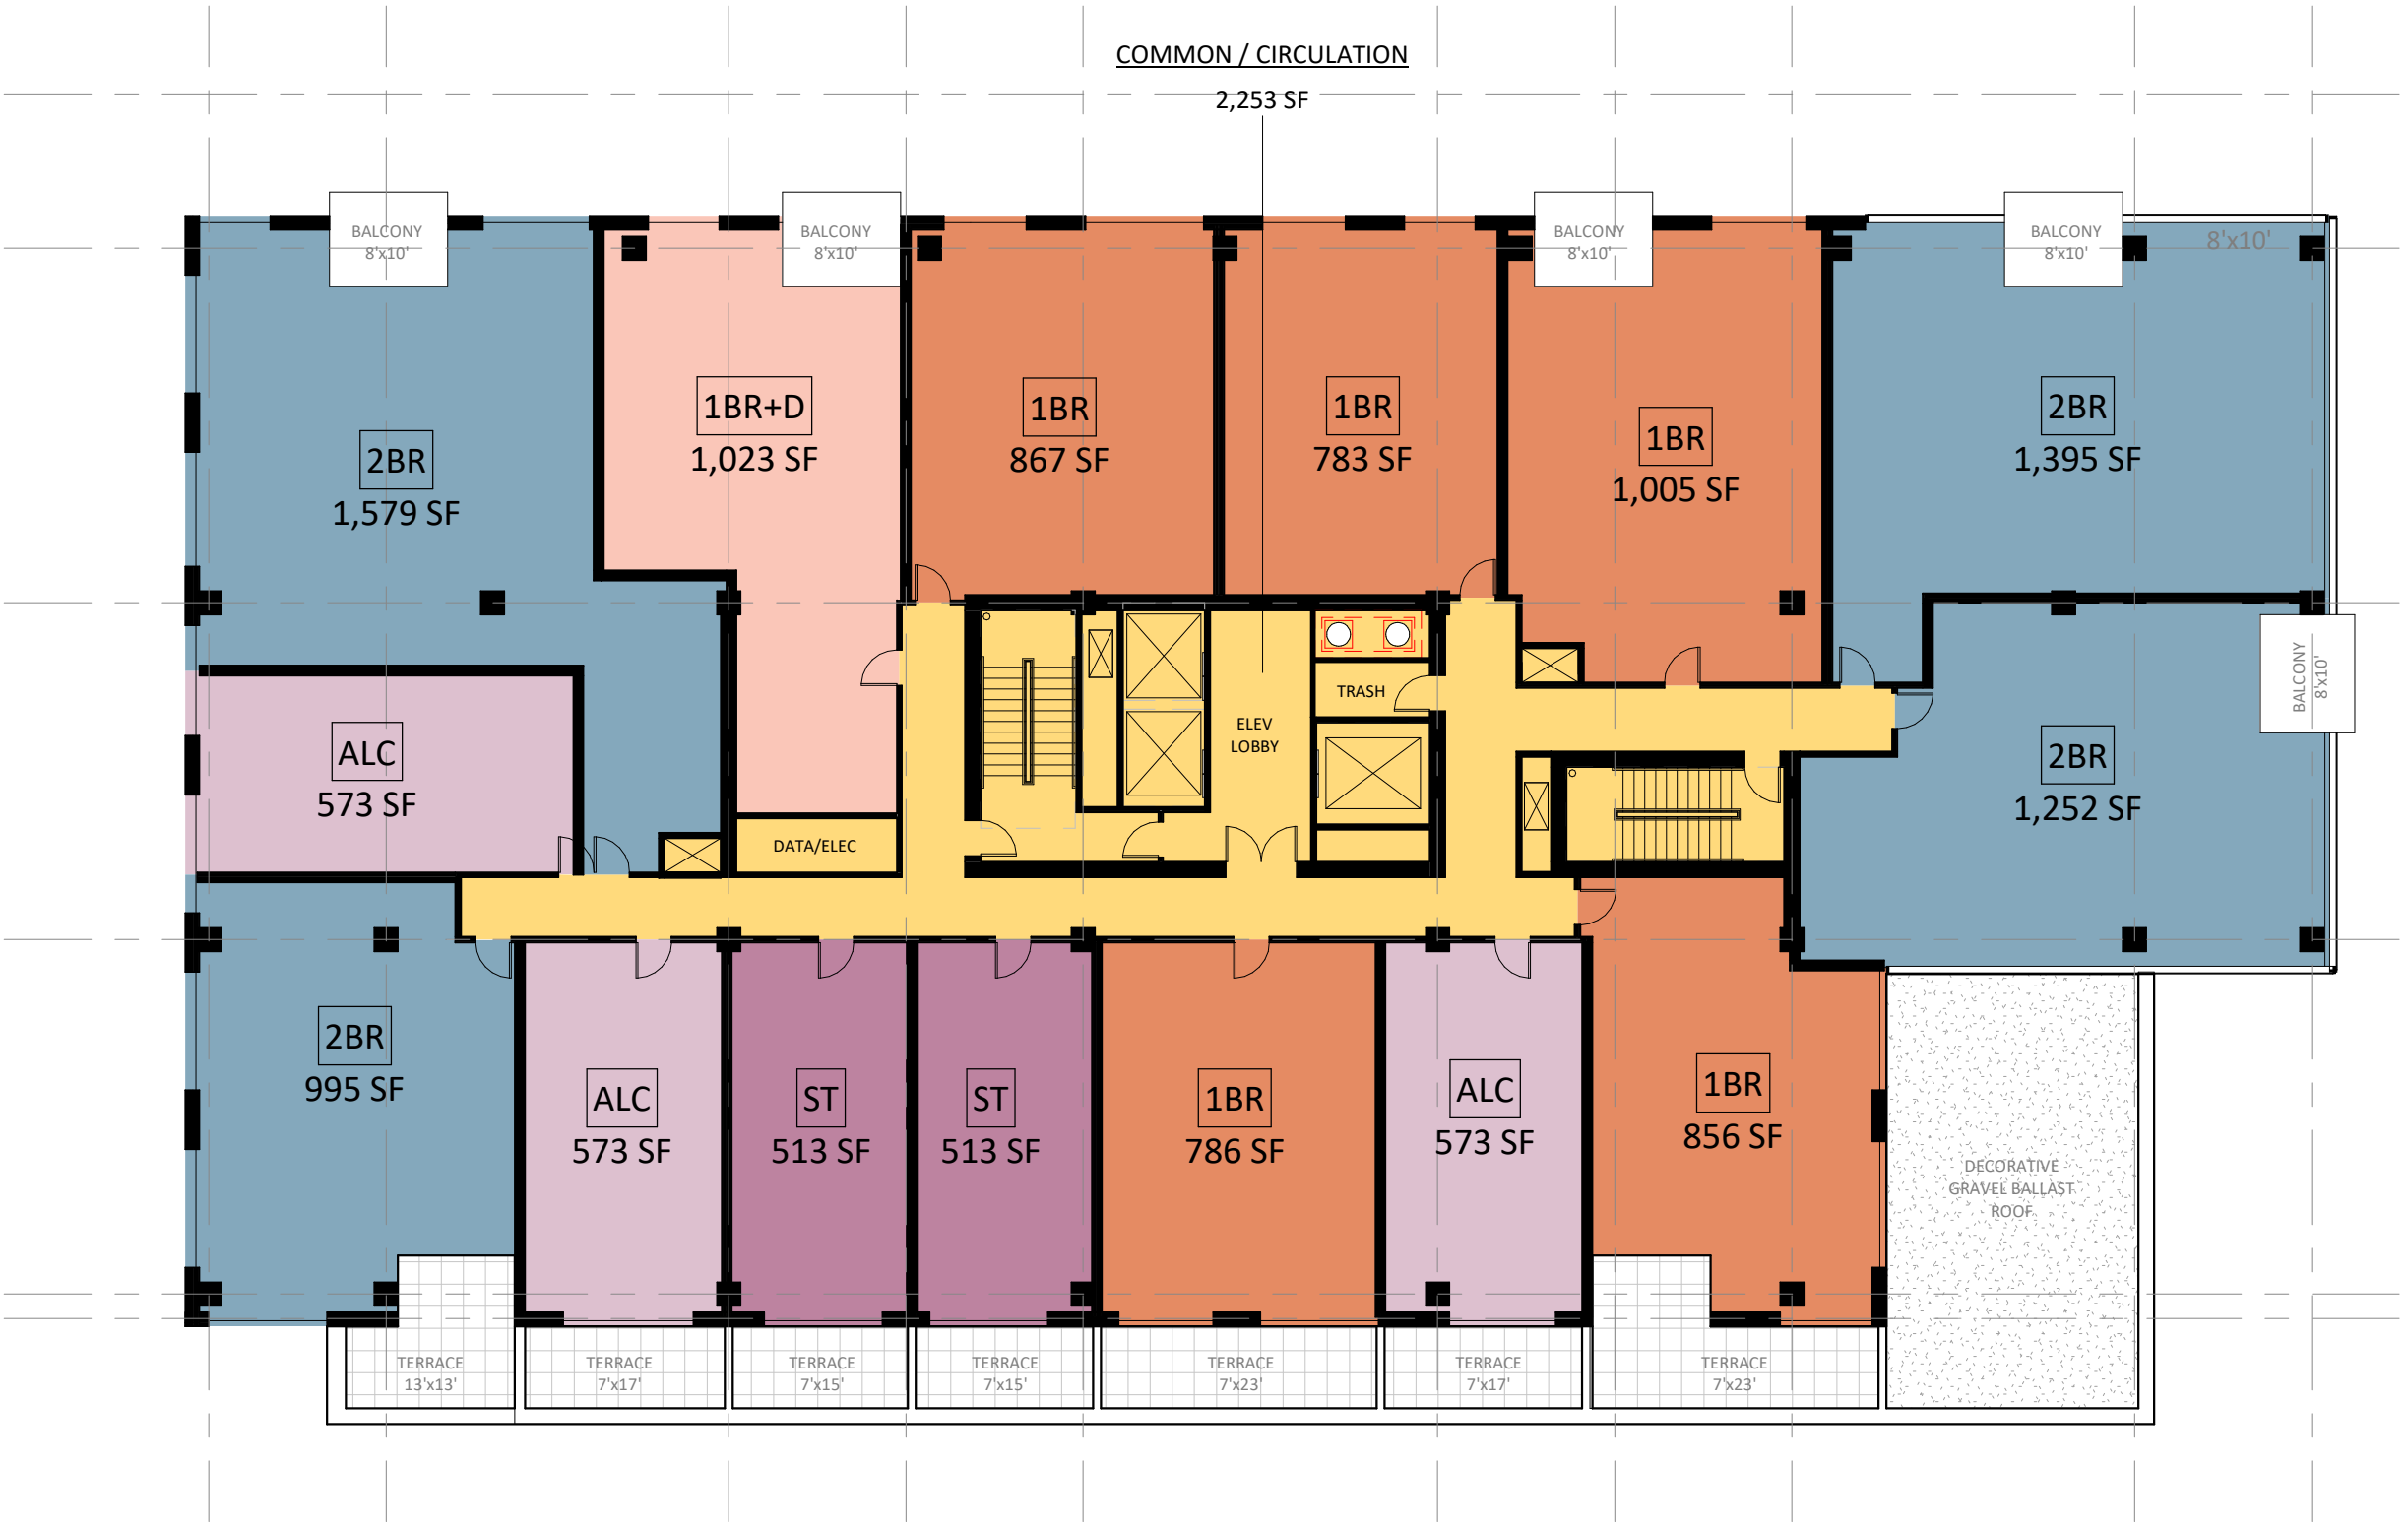 COMMON / CIRCULATION
2,253 SF
BALCONY
8'x10'
BALCONY
8'x10'
BALCONY
8'x10'
BALCONY
8'x10'
8'x10'
2BR
1,579 SF
1BR+D
1,023 SF
1BR
867 SF
1BR
783 SF
1BR
1,005 SF
2BR
1,395 SF
BALCONY
8'x10'
ALC
573 SF
DATA/ELEC
ELEV
LOBBY
TRASH
2BR
1,252 SF
2BR
995 SF
ALC
573 SF
ST
513 SF
ST
513 SF
1BR
786 SF
ALC
573 SF
1BR
856 SF
DECORATIVE
GRAVEL BALLAST
ROOF
TERRACE
13'x13'
TERRACE
7'x17'
TERRACE
7'x15'
TERRACE
7'x15'
TERRACE
7'x23'
TERRACE
7'x17'
TERRACE
7'x23'